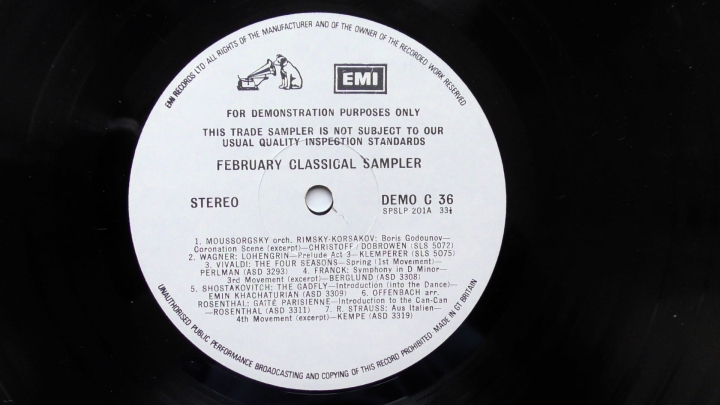 EMI RECORDS LTD ALL RIGHTS OF THE MANUFACTURER AND OF THE OWNER OF THE RECORDED WORK RESERVED
EMI
FOR DEMONSTRATION PURPOSES ONLY
THIS TRADE SAMPLER IS NOT SUBJECT TO OUR
USUAL QUALITY INSPECTION STANDARDS
FEBRUARY CLASSICAL SAMPLER
STEREO
DEMO C 36
SPSLP 201A 33⅓
1. MOUSSORGSKY orch. RIMSKY-KORSAKOV: Boris Godounov—
Coronation Scene (excerpt)—CHRISTOFF/DOBROWEN (SLS 5072)
2. WAGNER: LOHENGRIN—Prelude Act 3—KLEMPERER (SLS 5075)
3. VIVALDI: THE FOUR SEASONS—Spring (1st Movement)—
PERLMAN (ASD 3293) 4. FRANCK: Symphony in D Minor—
3rd Movement (excerpt)—BERGLUND (ASD 3308)
5. SHOSTAKOVITCH: THE GADFLY—Introduction (into the Dance)—
EMIN KHACHATURIAN (ASD 3309) 6. OFFENBACH arr.
ROSENTHAL: GAITÉ PARISIENNE—Introduction to the Can-Can
—ROSENTHAL (ASD 3311) 7. R. STRAUSS: Aus Italien—
4th Movement (excerpt)—KEMPE (ASD 3319)
UNAUTHORISED PUBLIC PERFORMANCE BROADCASTING AND COPYING OF THIS RECORD PROHIBITED·MADE IN GT BRITAIN